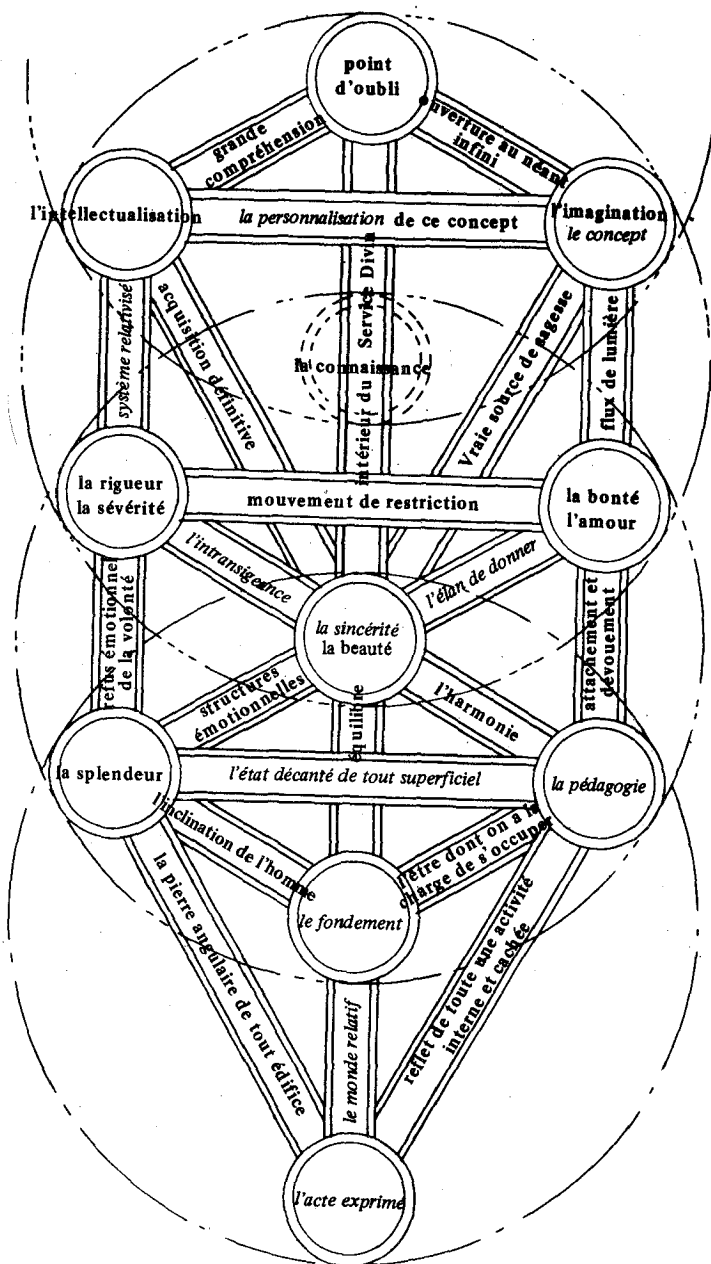 point
d'oubli
grande
compréhension
ouverture au néant
infini
l'intellectualisation
la personnalisation de ce concept
l'imagination
le concept
système relativisé
acquisition définitive
intérieur du Service Divin
la connaissance
Vraie source de sagesse
flux de lumière
la rigueur
la sévérité
mouvement de restriction
la bonté
l'amour
l'intransigeance
l'élan de donner
refus émotionnel
de la volonté
la sincérité
la beauté
attachement et
dévouement
structures
émotionnelles
équilibre
l'harmonie
la splendeur
l'état décanté de tout superficiel
la pédagogie
l'inclination de l'homme
l'être dont on a la
charge de s'occuper
le fondement
la pierre angulaire de tout édifice
le monde relatif
reflet de toute une activité
interne et cachée
l'acte exprimé